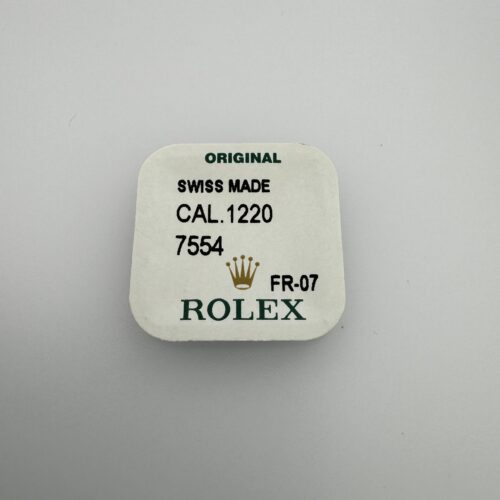 ORIGINAL
SWISS MADE
CAL.1220
7554
FR-07
ROLEX